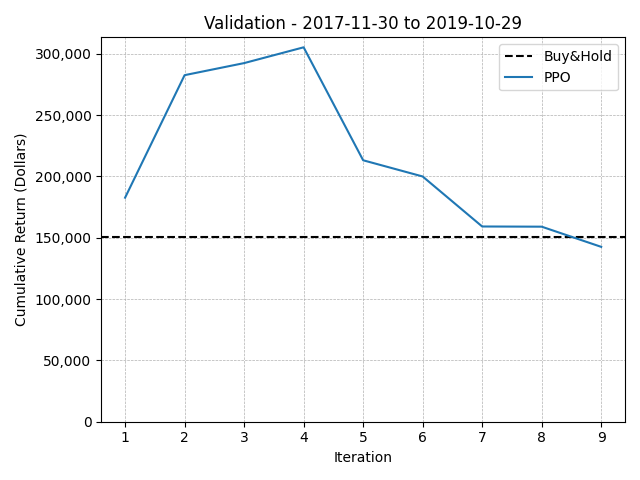 Validation - 2017-11-30 to 2019-10-29
Buy&Hold
PPO
Cumulative Return (Dollars)
300,000
250,000
200,000
150,000
100,000
50,000
0
1 2 3 4 5 6 7 8 9
Iteration